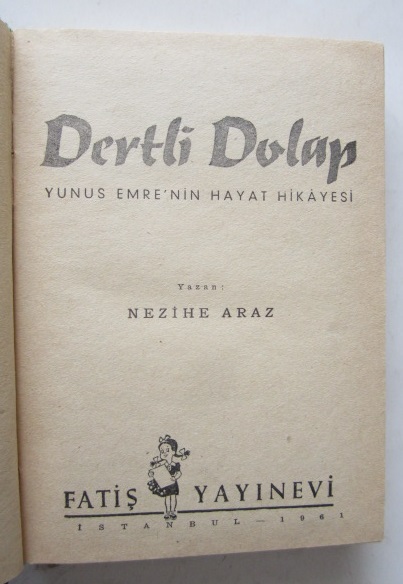 Dertli Dolap
YUNUS EMRE'NİN HAYAT HİKÂYESİ
Yazan:
NEZİHE ARAZ
FATİŞ YAYINEVİ
İSTANBUL — 1961